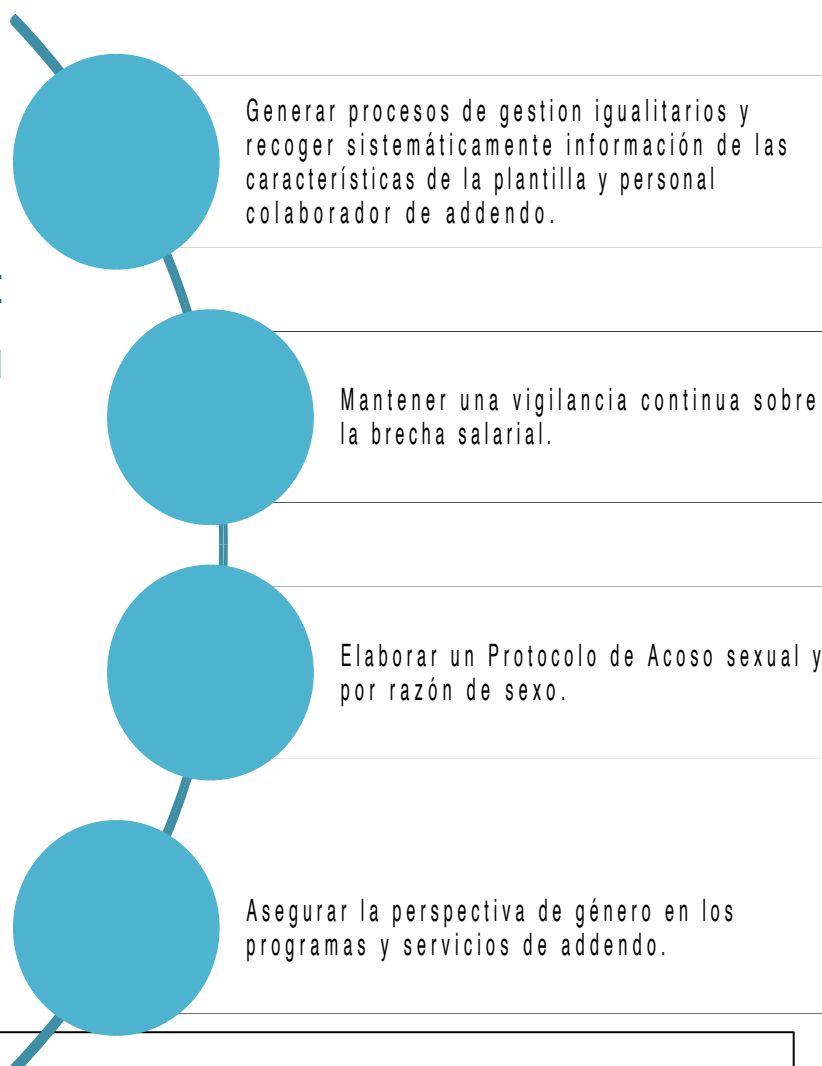 Generar procesos de gestion igualitarios y
recoger sistemáticamente información de las
características de la plantilla y personal
colaborador de addendo.
Mantener una vigilancia continua sobre
la brecha salarial.
Elaborar un Protocolo de Acoso sexual y
por razón de sexo.
Asegurar la perspectiva de género en los
programas y servicios de addendo.